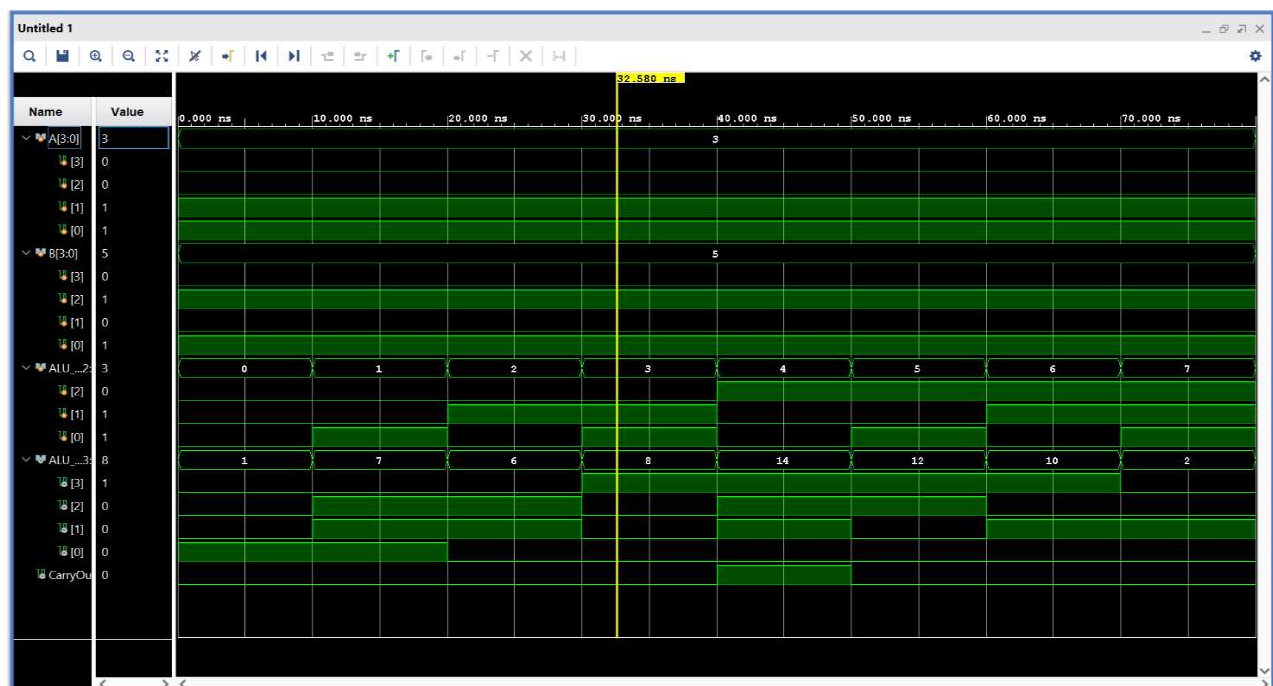 Untitled 1
32.580 ns
Name Value
0.000 ns 10.000 ns 20.000 ns 30.000 ns 40.000 ns 50.000 ns 60.000 ns 70.000 ns
A[3:0] 3 3
[3] 0
[2] 0
[1] 1
[0] 1
B[3:0] 5 5
[3] 0
[2] 1
[1] 0
[0] 1
ALU_...2: 3 0 1 2 3 4 5 6 7
[2] 0
[1] 1
[0] 1
ALU_...3: 8 1 7 6 8 14 12 10 2
[3] 1
[2] 0
[1] 0
[0] 0
CarryOu 0